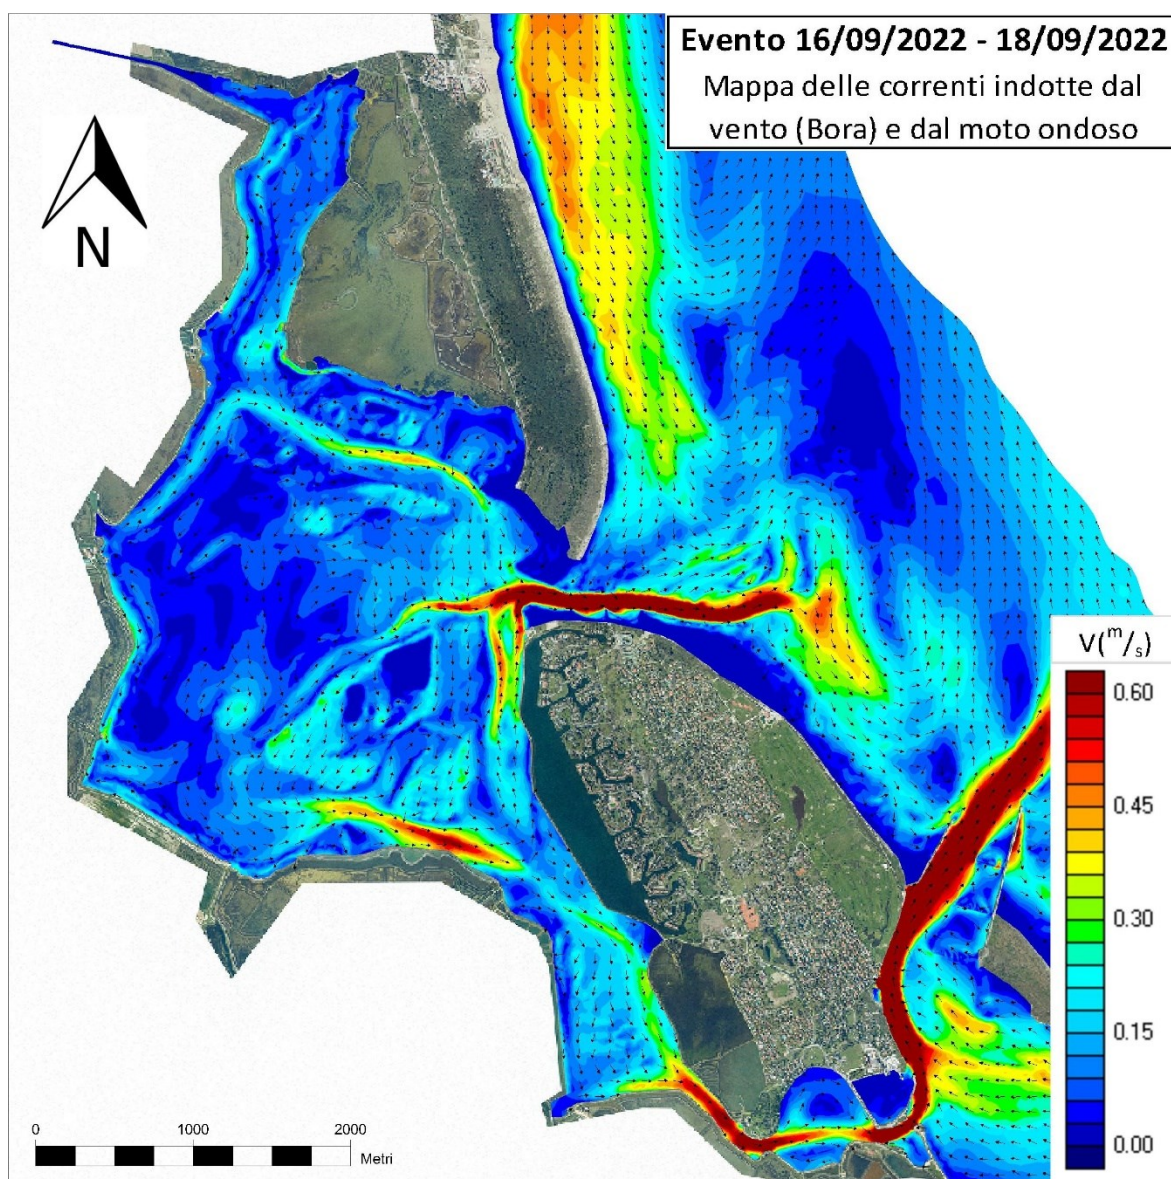 Evento 16/09/2022 - 18/09/2022
Mappa delle correnti indotte dal
vento (Bora) e dal moto ondoso
N
V(m/s)
0.60
0.45
0.30
0.15
0.00
0 1000 2000
Metri